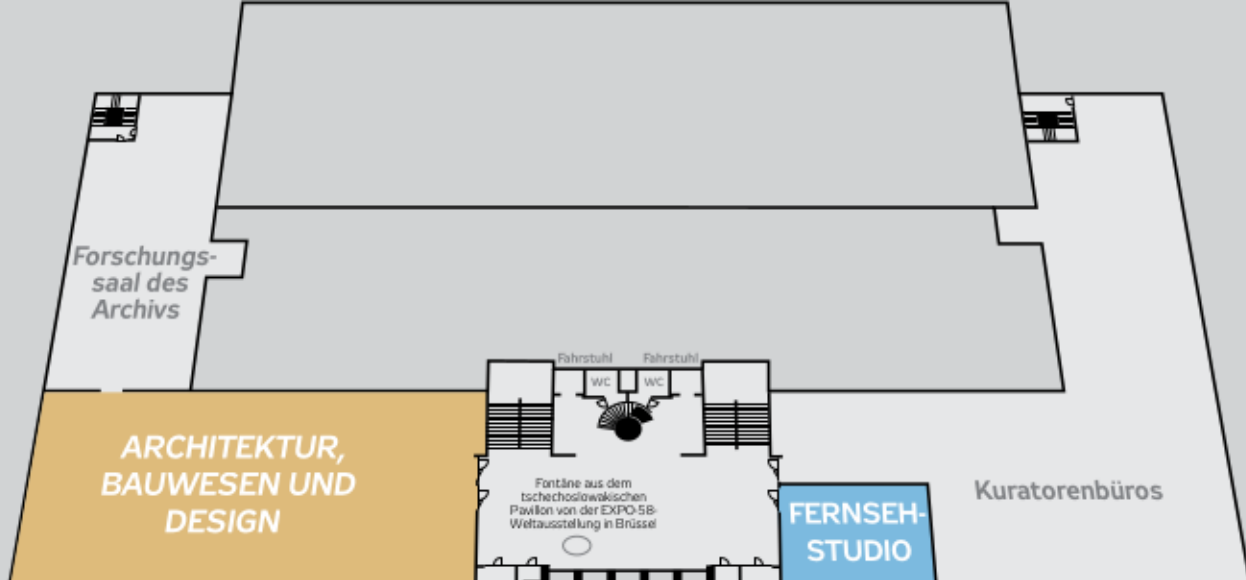 Forschungs-
saal des
Archivs
Fahrstuhl
Fahrstuhl
WC
WC
ARCHITEKTUR,
BAUWESEN UND
DESIGN
Fontäne aus dem
tschechoslowakischen
Pavillon von der EXPO-58-
Weltausstellung in Brüssel
Kuratorenbüros
FERNSEH-
STUDIO